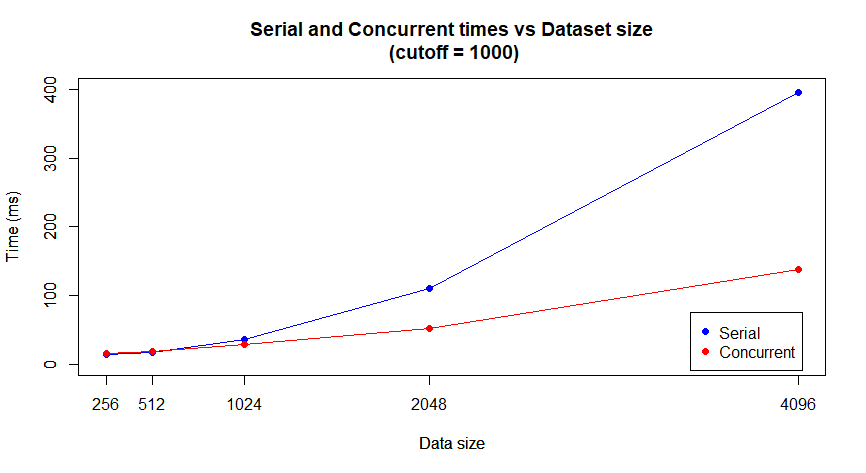 Serial and Concurrent times vs Dataset size
(cutoff = 1000)
400
300
200
100
0
Time (ms)
Serial
Concurrent
256 512 1024 2048 4096
Data size